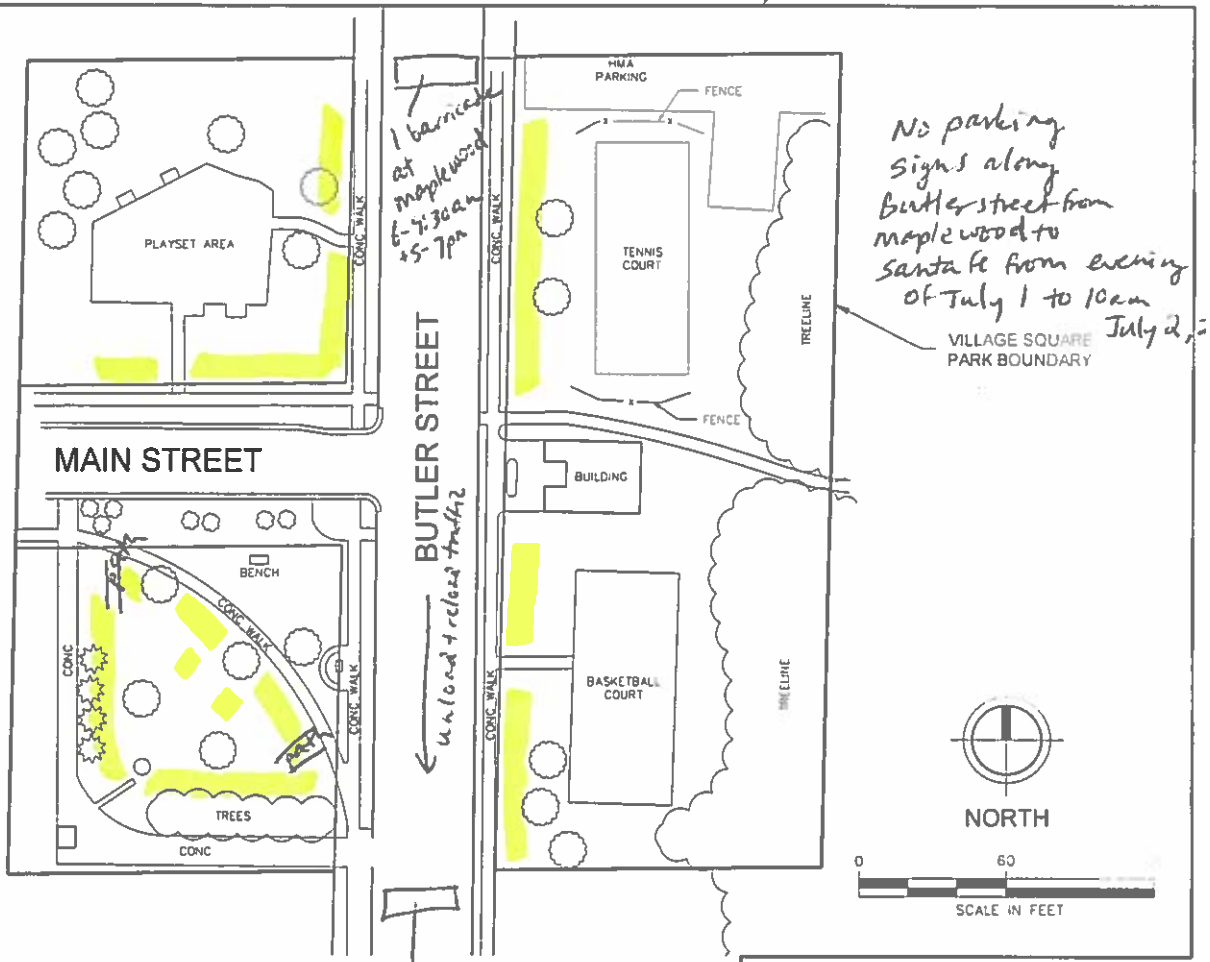 HMA
PARKING
FENCE
1 barricade
at
maplewood
6-7:30am
+5-7pm
No parking
signs along
Butler street from
maplewood to
Santa Fe from evening
of July 1 to 10am
July 2,
CONC WALK
CONC WALK
PLAYSET AREA
TENNIS
COURT
TREELINE
VILLAGE SQUARE
PARK BOUNDARY
FENCE
MAIN STREET
BUTLER STREET
unload + reload traffic
BUILDING
BENCH
CONC WALK
CONC
CONC WALK
CONC WALK
BASKETBALL
COURT
TREELINE
TREES
CONC
NORTH
0 60
SCALE IN FEET